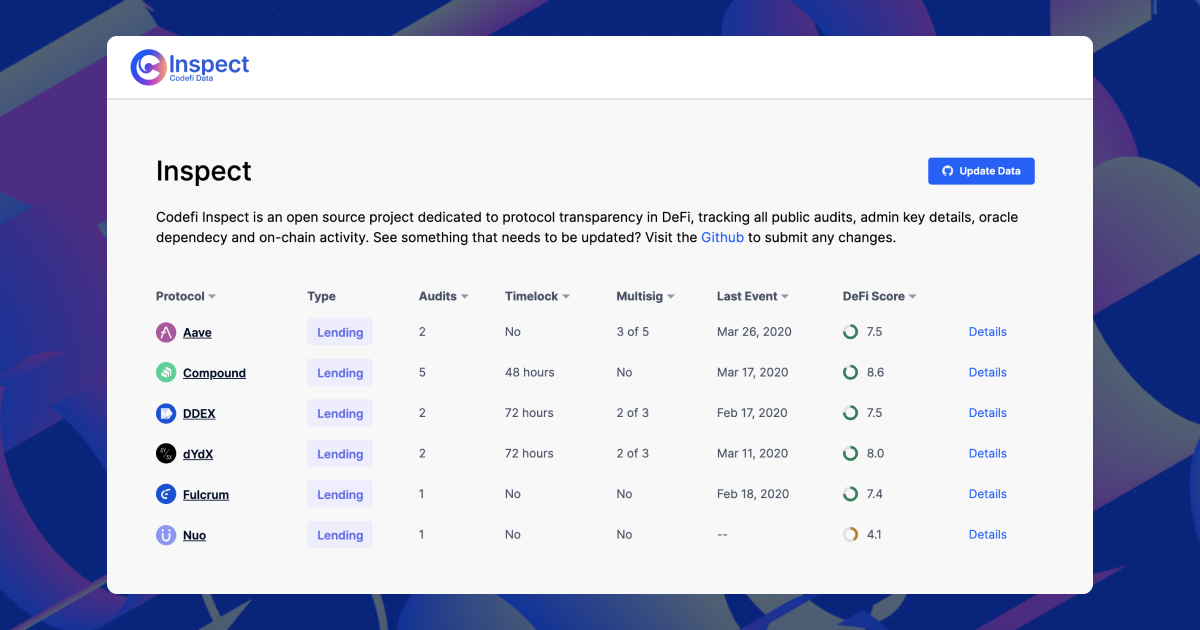 Inspect
Codefi Data
Inspect
Update Data
Codefi Inspect is an open source project dedicated to protocol transparency in DeFi, tracking all public audits, admin key details, oracle
dependecy and on-chain activity. See something that needs to be updated? Visit the Github to submit any changes.
Protocol Type Audits Timelock Multisig Last Event DeFi Score
Aave Lending 2 No 3 of 5 Mar 26, 2020 7.5 Details
Compound Lending 5 48 hours No Mar 17, 2020 8.6 Details
DDEX Lending 2 72 hours 2 of 3 Feb 17, 2020 7.5 Details
dYdX Lending 2 72 hours 2 of 3 Mar 11, 2020 8.0 Details
Fulcrum Lending 1 No No Feb 18, 2020 7.4 Details
Nuo Lending 1 No No -- 4.1 Details